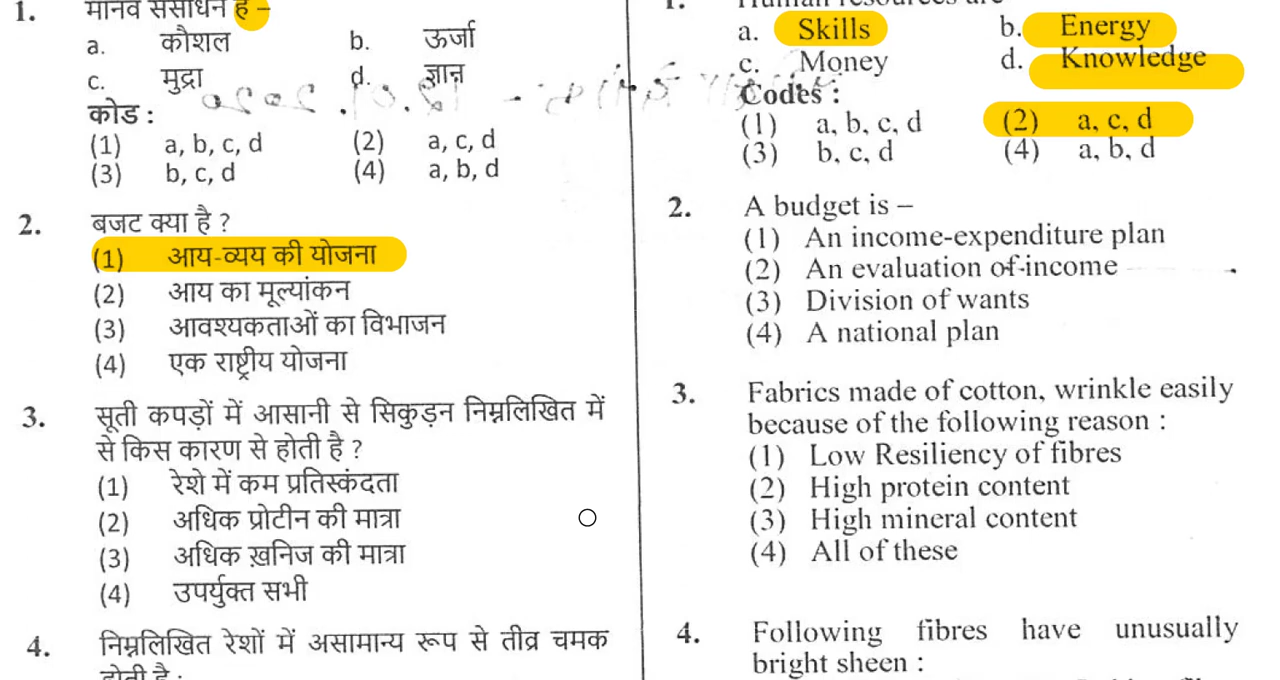 1. मानव संसाधन हैं –
a. कौशल b. ऊर्जा
c. मुद्रा d. ज्ञान
कोड :
(1) a, b, c, d (2) a, c, d
(3) b, c, d (4) a, b, d
2. बजट क्या है ?
(1) आय-व्यय की योजना
(2) आय का मूल्यांकन
(3) आवश्यकताओं का विभाजन
(4) एक राष्ट्रीय योजना
3. सूती कपड़ों में आसानी से सिकुड़न निम्नलिखित में
से किस कारण से होती है ?
(1) रेशे में कम प्रतिस्कंदता
(2) अधिक प्रोटीन की मात्रा
(3) अधिक ख़निज की मात्रा
(4) उपर्युक्त सभी
4. निम्नलिखित रेशों में असामान्य रूप से तीव्र चमक
होती है :
1. Human resources are
a. Skills b. Energy
c. Money d. Knowledge
Codes :
(1) a, b, c, d (2) a, c, d
(3) b, c, d (4) a, b, d
2. A budget is –
(1) An income-expenditure plan
(2) An evaluation of income
(3) Division of wants
(4) A national plan
3. Fabrics made of cotton, wrinkle easily
because of the following reason :
(1) Low Resiliency of fibres
(2) High protein content
(3) High mineral content
(4) All of these
4. Following fibres have unusually
bright sheen :